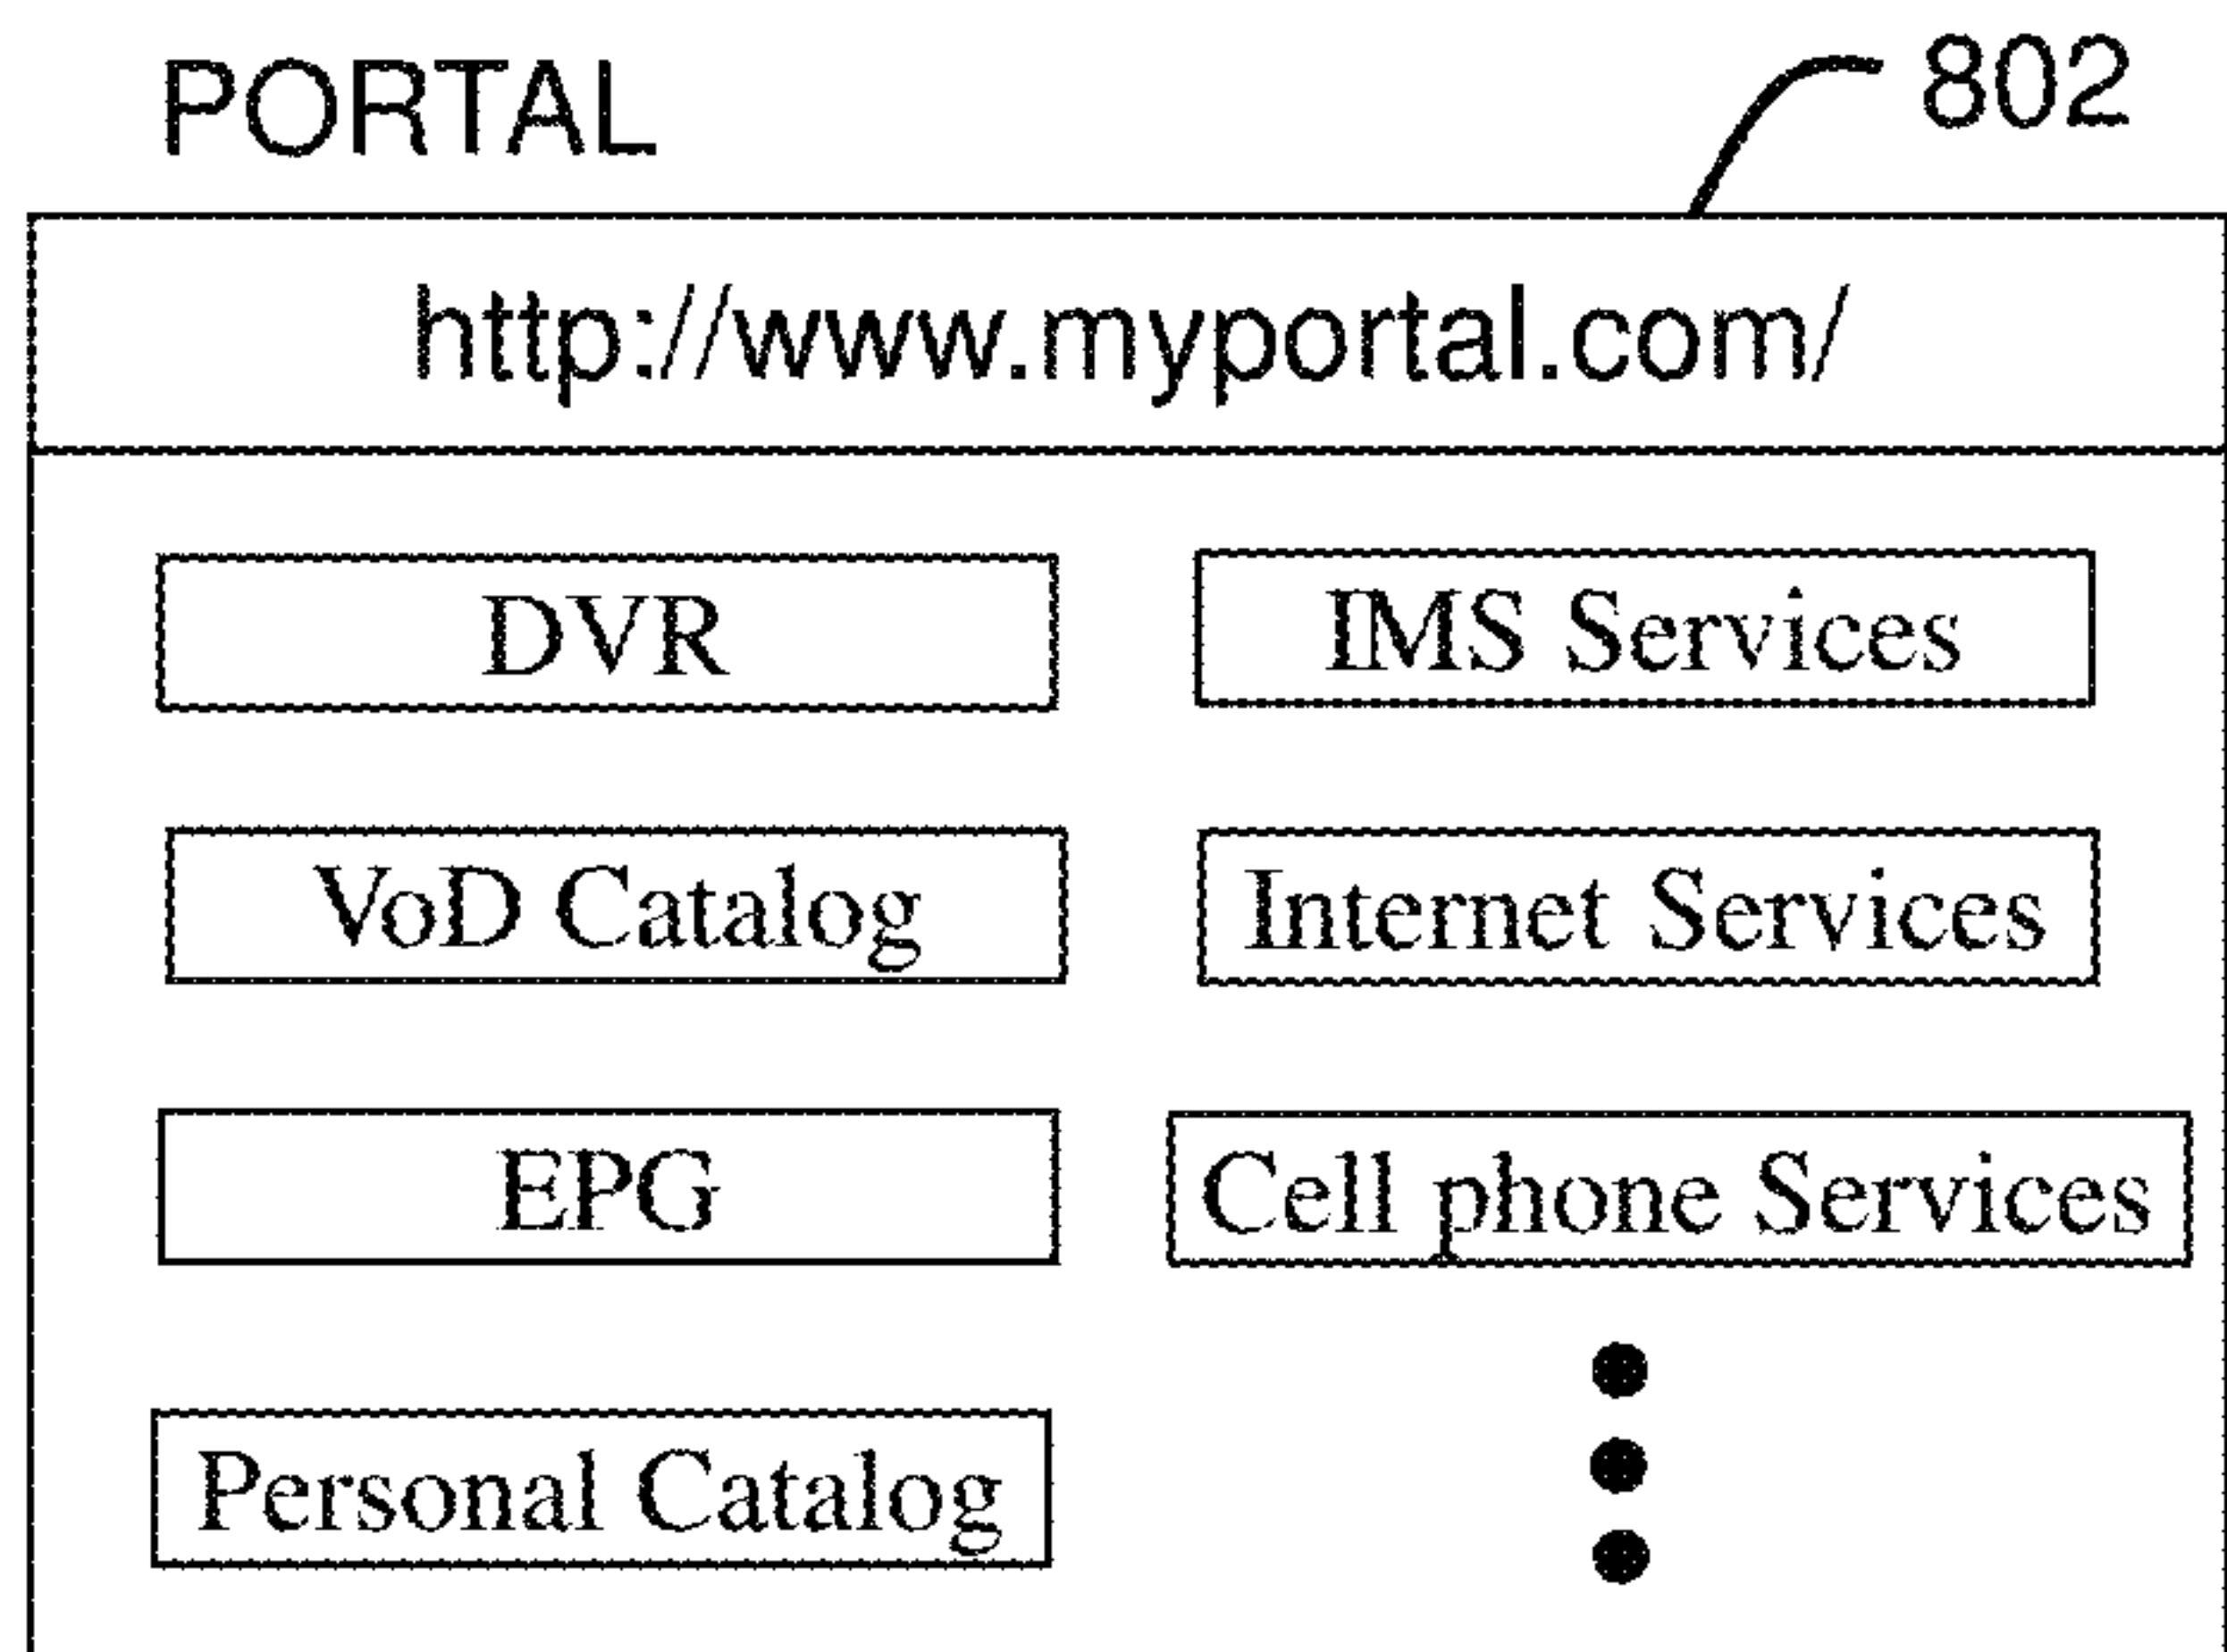 PORTAL
802
http://www.myportal.com/
DVR
IMS Services
VoD Catalog
Internet Services
EPG
Cell phone Services
Personal Catalog